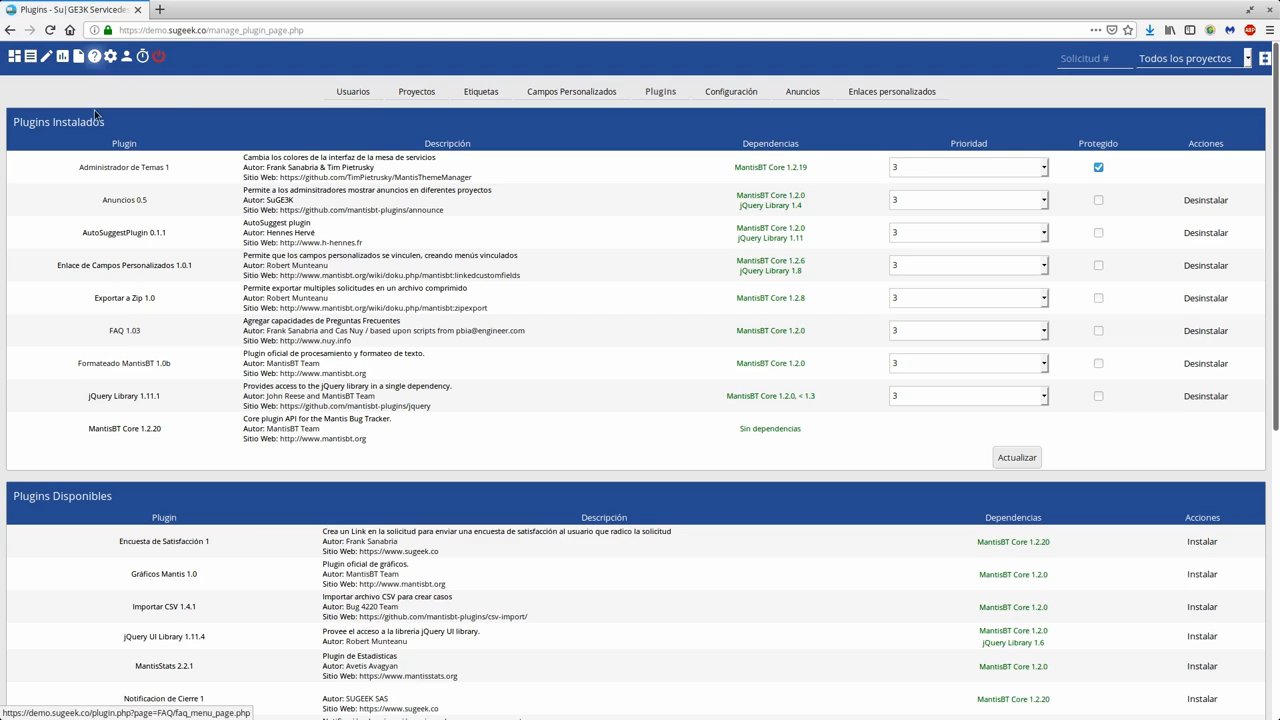 Plugins - Su|GE3K Servicedes
https://demo.sugeek.co/manage_plugin_page.php
Solicitud #
Todos los proyectos
Usuarios
Proyectos
Etiquetas
Campos Personalizados
Plugins
Configuración
Anuncios
Enlaces personalizados
Plugins Instalados
Plugin
Descripción
Dependencias
Prioridad
Protegido
Acciones
Administrador de Temas 1
Cambia los colores de la interfaz de la mesa de servicios
Autor: Frank Sanabria & Tim Pietrusky
Sitio Web: https://github.com/TimPietrusky/MantisThemeManager
MantisBT Core 1.2.19
3
Anuncios 0.5
Permite a los adminsitradores mostrar anuncios en diferentes proyectos
Autor: SuGE3K
Sitio Web: https://github.com/mantisbt-plugins/announce
MantisBT Core 1.2.0
jQuery Library 1.4
3
Desinstalar
AutoSuggestPlugin 0.1.1
AutoSuggest plugin
Autor: Hennes Hervé
Sitio Web: http://www.h-hennes.fr
MantisBT Core 1.2.0
jQuery Library 1.11
3
Desinstalar
Enlace de Campos Personalizados 1.0.1
Permite que los campos personalizados se vinculen, creando menús vinculados
Autor: Robert Munteanu
Sitio Web: http://www.mantisbt.org/wiki/doku.php/mantisbt:linkedcustomfields
MantisBT Core 1.2.6
jQuery Library 1.8
3
Desinstalar
Exportar a Zip 1.0
Permite exportar multiples solicitudes en un archivo comprimido
Autor: Robert Munteanu
Sitio Web: http://www.mantisbt.org/wiki/doku.php/mantisbt:zipexport
MantisBT Core 1.2.8
3
Desinstalar
FAQ 1.03
Agregar capacidades de Preguntas Frecuentes
Autor: Frank Sanabria and Cas Nuy / based upon scripts from pbia@engineer.com
Sitio Web: http://www.nuy.info
MantisBT Core 1.2.0
3
Desinstalar
Formateado MantisBT 1.0b
Plugin oficial de procesamiento y formateo de texto.
Autor: MantisBT Team
Sitio Web: http://www.mantisbt.org
MantisBT Core 1.2.0
3
Desinstalar
jQuery Library 1.11.1
Provides access to the jQuery library in a single dependency.
Autor: John Reese and MantisBT Team
Sitio Web: https://github.com/mantisbt-plugins/jquery
MantisBT Core 1.2.0, < 1.3
3
Desinstalar
MantisBT Core 1.2.20
Core plugin API for the Mantis Bug Tracker.
Autor: MantisBT Team
Sitio Web: http://www.mantisbt.org
Sin dependencias
Actualizar
Plugins Disponibles
Plugin
Descripción
Dependencias
Acciones
Encuesta de Satisfacción 1
Crea un Link en la solicitud para enviar una encuesta de satisfacción al usuario que radico la solicitud
Autor: Frank Sanabria
Sitio Web: https://www.sugeek.co
MantisBT Core 1.2.20
Instalar
Gráficos Mantis 1.0
Plugin oficial de gráficos.
Autor: MantisBT Team
Sitio Web: http://www.mantisbt.org
MantisBT Core 1.2.0
Instalar
Importar CSV 1.4.1
Importar archivo CSV para crear casos
Autor: Bug 4220 Team
Sitio Web: https://github.com/mantisbt-plugins/csv-import/
MantisBT Core 1.2.0
Instalar
jQuery UI Library 1.11.4
Provee el acceso a la libreria jQuery UI library.
Autor: Robert Munteanu
MantisBT Core 1.2.0
jQuery Library 1.6
Instalar
MantisStats 2.2.1
Plugin de Estadísticas
Autor: Avetis Avagyan
Sitio Web: https://www.mantisstats.org
MantisBT Core 1.2.0
Instalar
Notificacion de Cierre 1
Autor: SUGEEK SAS
Sitio Web: https://www.sugeek.co
MantisBT Core 1.2.20
Instalar
https://demo.sugeek.co/plugin.php?page=FAQ/faq_menu_page.php